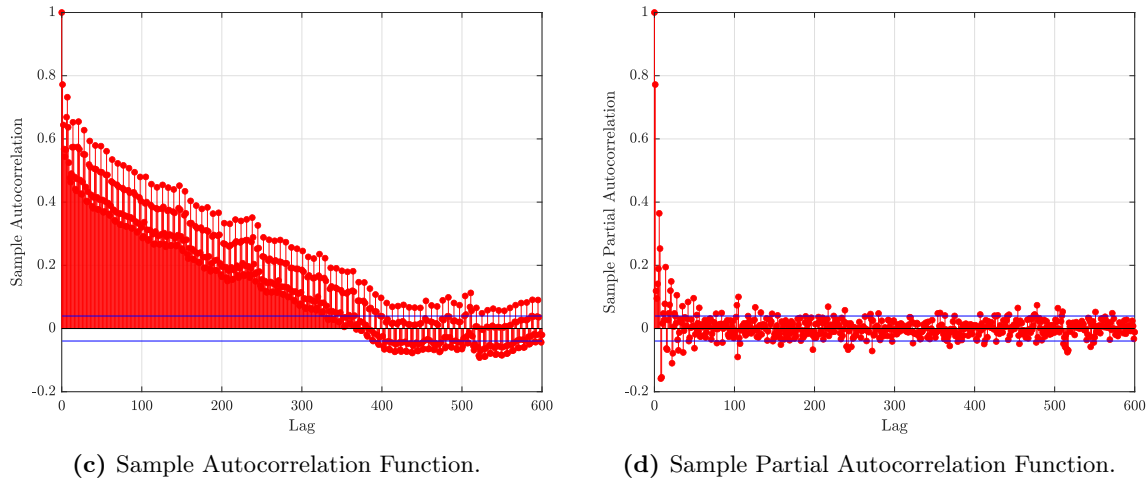 1
0.8
0.6
0.4
0.2
0
-0.2
0 100 200 300 400 500 600
Lag
Sample Autocorrelation
(c) Sample Autocorrelation Function.
1
0.8
0.6
0.4
0.2
0
-0.2
0 100 200 300 400 500 600
Lag
Sample Partial Autocorrelation
(d) Sample Partial Autocorrelation Function.